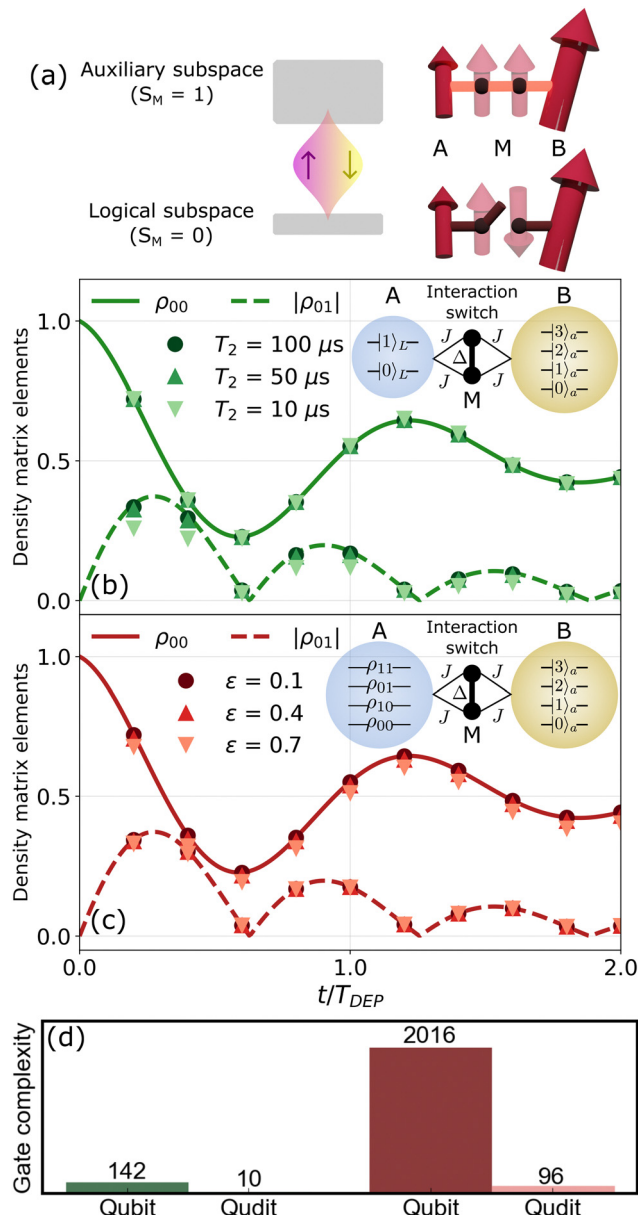 (a)
Auxiliary subspace
(S_M = 1)
Logical subspace
(S_M = 0)
↑ ↓
A M B
ρ₀₀ |ρ₀₁|
T₂ = 100 μs
T₂ = 50 μs
T₂ = 10 μs
A
Interaction
switch
B
|1⟩_L
|0⟩_L
J J
Δ
J J
M
|3⟩ₐ
|2⟩ₐ
|1⟩ₐ
|0⟩ₐ
Density matrix elements
1.0
0.5
0.0
(b)
ρ₀₀ |ρ₀₁|
ε = 0.1
ε = 0.4
ε = 0.7
A
Interaction
switch
B
ρ₁₁
ρ₀₁
ρ₁₀
ρ₀₀
J J
Δ
J J
M
|3⟩ₐ
|2⟩ₐ
|1⟩ₐ
|0⟩ₐ
Density matrix elements
1.0
0.5
0.0
(c)
0.0 1.0 2.0
t/T_DEP
(d)
Gate complexity
142 10 2016 96
Qubit Qudit Qubit Qudit